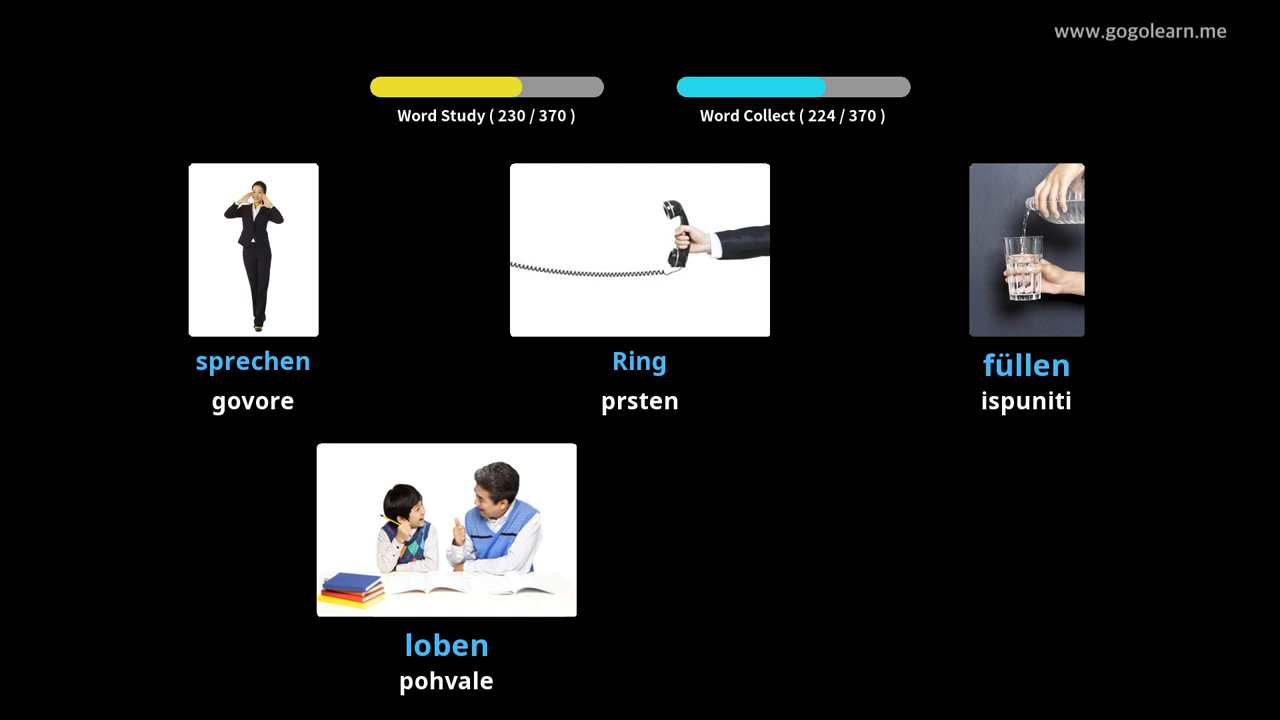 www.gogolearn.me
Word Study ( 230 / 370 )
Word Collect ( 224 / 370 )
sprechen
govore
Ring
prsten
füllen
ispuniti
loben
pohvale